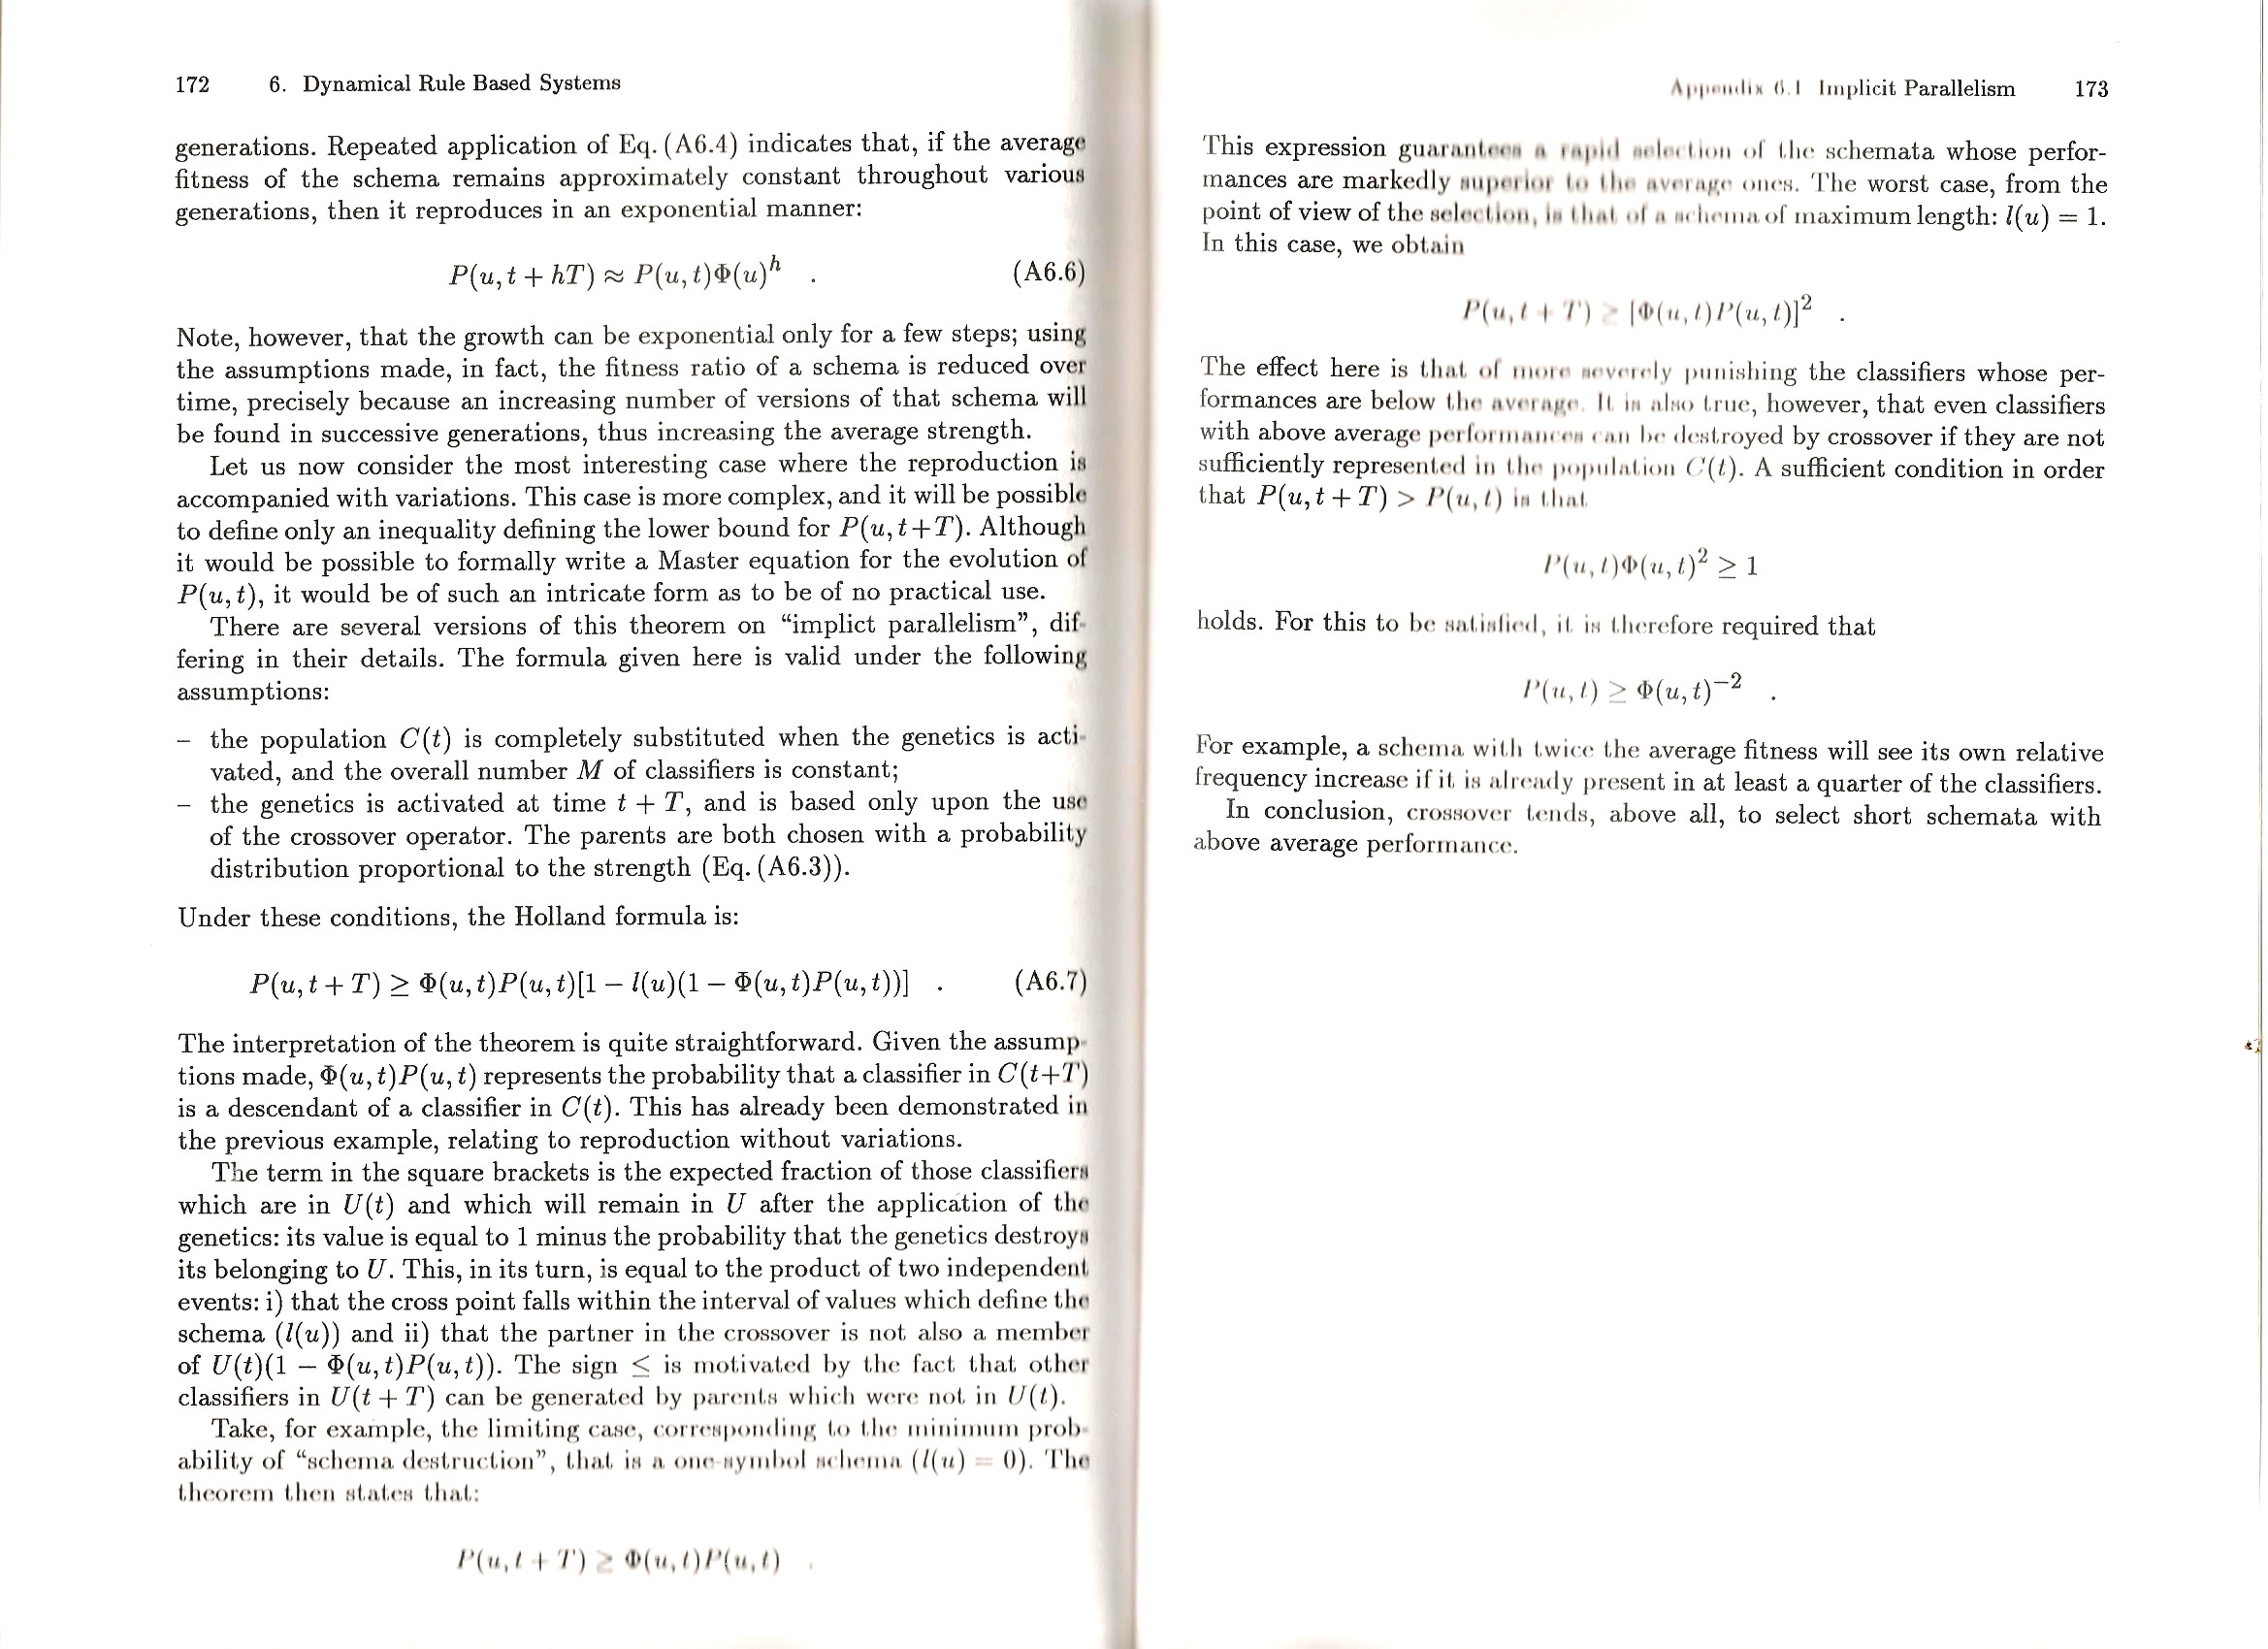 172 6. Dynamical Rule Based Systems
generations. Repeated application of Eq. (A6.4) indicates that, if the average
fitness of the schema remains approximately constant throughout various
generations, then it reproduces in an exponential manner:
P(u, t + hT) ≈ P(u, t)Φ(u)^h . (A6.6)
Note, however, that the growth can be exponential only for a few steps; using
the assumptions made, in fact, the fitness ratio of a schema is reduced over
time, precisely because an increasing number of versions of that schema will
be found in successive generations, thus increasing the average strength.
Let us now consider the most interesting case where the reproduction is
accompanied with variations. This case is more complex, and it will be possible
to define only an inequality defining the lower bound for P(u, t+T). Although
it would be possible to formally write a Master equation for the evolution of
P(u, t), it would be of such an intricate form as to be of no practical use.
There are several versions of this theorem on “implict parallelism”, dif-
fering in their details. The formula given here is valid under the following
assumptions:
– the population C(t) is completely substituted when the genetics is acti-
vated, and the overall number M of classifiers is constant;
– the genetics is activated at time t + T, and is based only upon the use
of the crossover operator. The parents are both chosen with a probability
distribution proportional to the strength (Eq. (A6.3)).
Under these conditions, the Holland formula is:
P(u, t + T) ≥ Φ(u, t)P(u, t)[1 − l(u)(1 − Φ(u, t)P(u, t))] . (A6.7)
The interpretation of the theorem is quite straightforward. Given the assump-
tions made, Φ(u, t)P(u, t) represents the probability that a classifier in C(t+T)
is a descendant of a classifier in C(t). This has already been demonstrated in
the previous example, relating to reproduction without variations.
The term in the square brackets is the expected fraction of those classifiers
which are in U(t) and which will remain in U after the application of the
genetics: its value is equal to 1 minus the probability that the genetics destroys
its belonging to U. This, in its turn, is equal to the product of two independent
events: i) that the cross point falls within the interval of values which define the
schema (l(u)) and ii) that the partner in the crossover is not also a member
of U(t)(1 − Φ(u, t)P(u, t)). The sign ≤ is motivated by the fact that other
classifiers in U(t + T) can be generated by parents which were not in U(t).
Take, for example, the limiting case, corresponding to the minimum prob-
ability of “schema destruction”, that is a one-symbol schema (l(u) = 0). The
theorem then states that:
P(u, t + T) ≥ Φ(u, t)P(u, t) .
Appendix 6.1 Implicit Parallelism 173
This expression guarantees a rapid selection of the schemata whose perfor-
mances are markedly superior to the average ones. The worst case, from the
point of view of the selection, is that of a schema of maximum length: l(u) = 1.
In this case, we obtain
P(u, t + T) ≥ [Φ(u, t)P(u, t)]² .
The effect here is that of more severely punishing the classifiers whose per-
formances are below the average. It is also true, however, that even classifiers
with above average performances can be destroyed by crossover if they are not
sufficiently represented in the population C(t). A sufficient condition in order
that P(u, t + T) > P(u, t) is that
P(u, t)Φ(u, t)² ≥ 1
holds. For this to be satisfied, it is therefore required that
P(u, t) ≥ Φ(u, t)⁻² .
For example, a schema with twice the average fitness will see its own relative
frequency increase if it is already present in at least a quarter of the classifiers.
In conclusion, crossover tends, above all, to select short schemata with
above average performance.